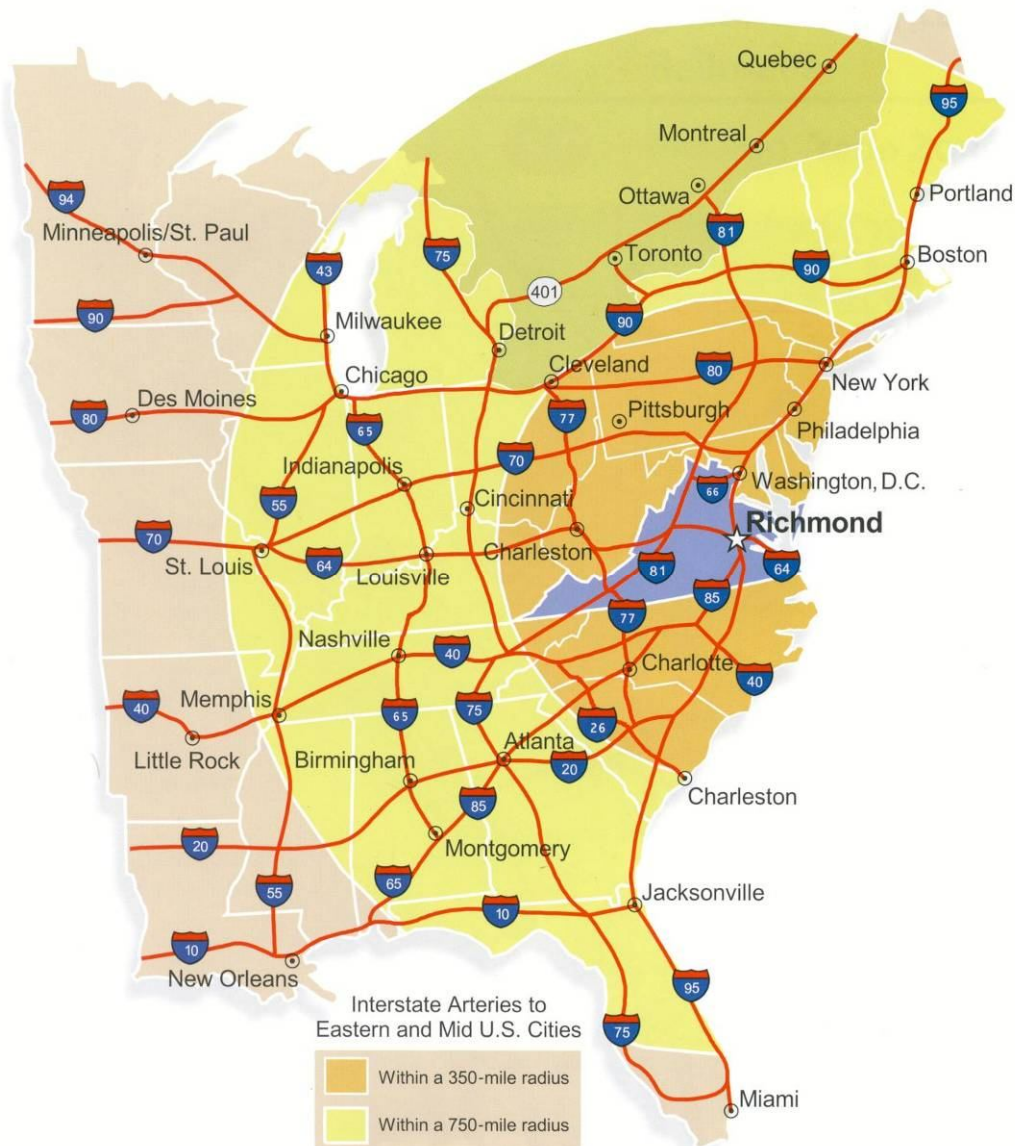 Quebec
95
Montreal
94
Ottawa
Portland
Minneapolis/St. Paul
81
43
75
Toronto
90
Boston
401
90
90
Milwaukee
Detroit
Cleveland
80
New York
Chicago
Des Moines
80
77
Pittsburgh
65
Philadelphia
70
Indianapolis
Washington, D.C.
66
55
Cincinnati
Richmond
70
Charleston
St. Louis
64
Louisville
81
64
85
77
Nashville
40
Charlotte
40
Memphis
40
65
75
26
Little Rock
Birmingham
Atlanta
20
Charleston
85
20
Montgomery
65
55
Jacksonville
10
10
New Orleans
95
Interstate Arteries to
Eastern and Mid U.S. Cities
75
Within a 350-mile radius
Miami
Within a 750-mile radius